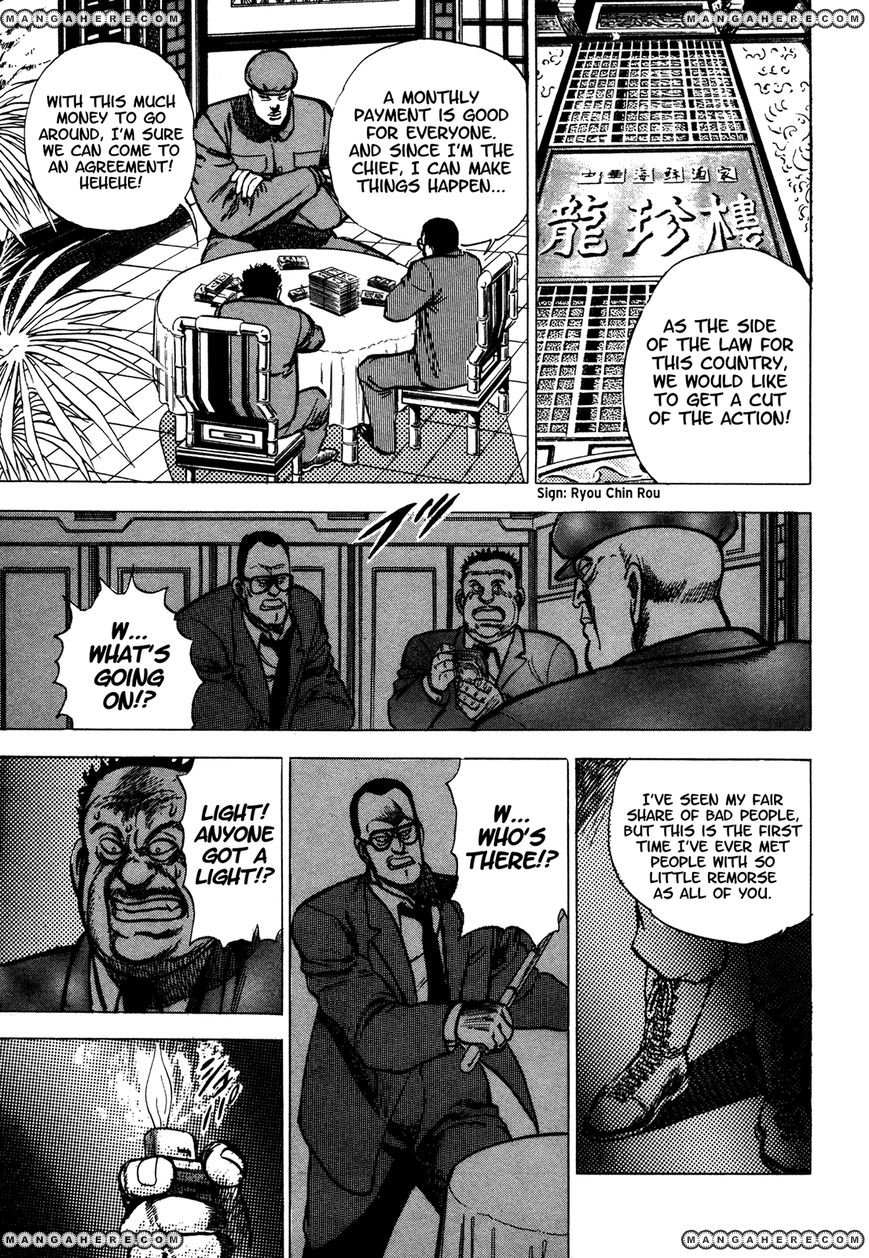 MANGAHERE.COM
MANGAHERE.COM
龍珍樓
AS THE SIDE
OF THE LAW FOR
THIS COUNTRY,
WE WOULD LIKE
TO GET A CUT
OF THE ACTION!
Sign: Ryou Chin Rou
A MONTHLY
PAYMENT IS GOOD
FOR EVERYONE.
AND SINCE I'M THE
CHIEF, I CAN MAKE
THINGS HAPPEN...
WITH THIS MUCH
MONEY TO GO
AROUND, I'M SURE
WE CAN COME TO
AN AGREEMENT!
HEHEHE!
W...
WHAT'S
GOING
ON!?
I'VE SEEN MY FAIR
SHARE OF BAD PEOPLE,
BUT THIS IS THE FIRST
TIME I'VE EVER MET
PEOPLE WITH SO
LITTLE REMORSE
AS ALL OF YOU.
W...
WHO'S
THERE!?
LIGHT!
ANYONE
GOT A
LIGHT!?
MANGAHERE.COM
MANGAHERE.COM